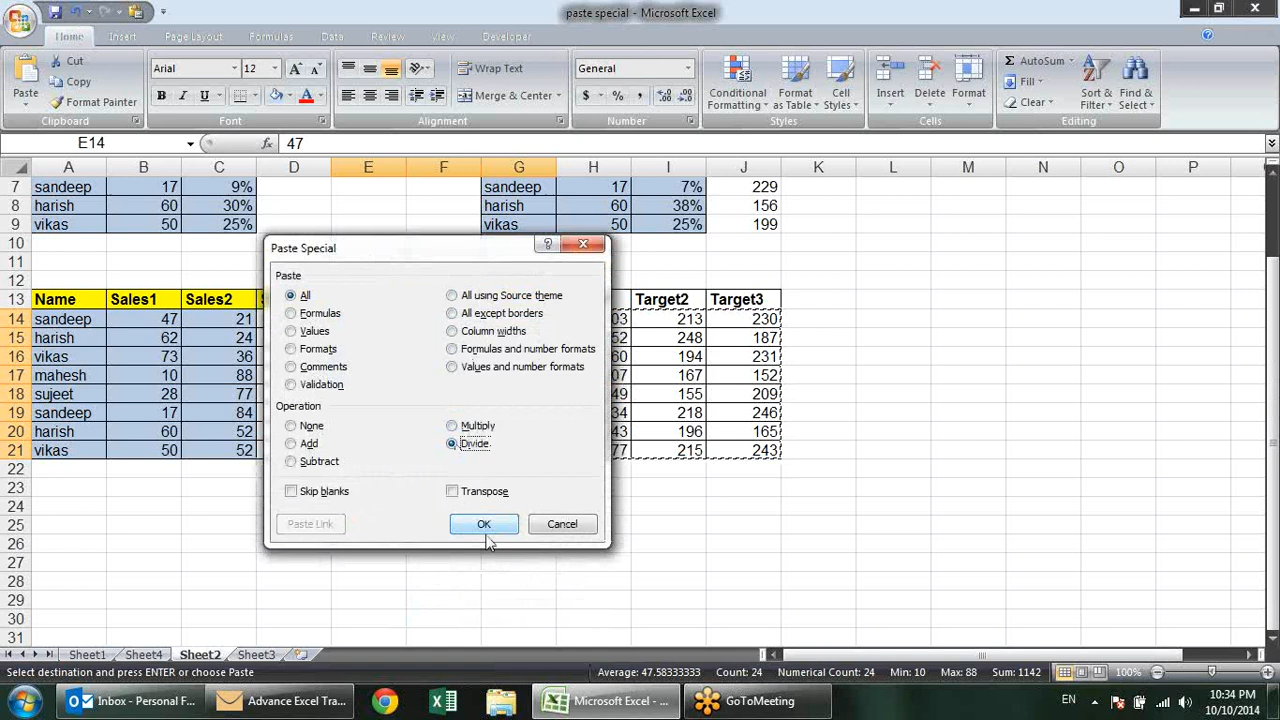 paste special - Microsoft Excel
Home Insert Page Layout Formulas Data Review View Developer
Paste
Cut
Copy
Format Painter
Clipboard
Arial 12
B I U
Font
Wrap Text
Merge & Center
Alignment
General
$ % ,
Number
Conditional Formatting
Format as Table
Cell Styles
Styles
Insert Delete Format
Cells
AutoSum
Fill
Clear
Sort & Filter
Find & Select
Editing
E14 fx 47
A B C D E F G H I J K L M N O P
7 sandeep 17 9% sandeep 17 7% 229
8 harish 60 30% harish 60 38% 156
9 vikas 50 25% vikas 50 25% 199
10
11
12
13 Name Sales1 Sales2 Target2 Target3
14 sandeep 47 21 03 213 230
15 harish 62 24 52 248 187
16 vikas 73 36 60 194 231
17 mahesh 10 88 07 167 152
18 sujeet 28 77 49 155 209
19 sandeep 17 84 34 218 246
20 harish 60 52 43 196 165
21 vikas 50 52 77 215 243
22
23
24
25
26
27
28
29
30
31
Paste Special
Paste
All
Formulas
Values
Formats
Comments
Validation
All using Source theme
All except borders
Column widths
Formulas and number formats
Values and number formats
Operation
None
Add
Subtract
Multiply
Divide
Skip blanks
Transpose
Paste Link OK Cancel
Sheet1 Sheet4 Sheet2 Sheet3
Select destination and press ENTER or choose Paste Average: 47.58333333 Count: 24 Numerical Count: 24 Min: 10 Max: 88 Sum: 1142 100%
Inbox - Personal F... Advance Excel Tra... Microsoft Excel - ... GoToMeeting EN 10:34 PM
10/10/2014